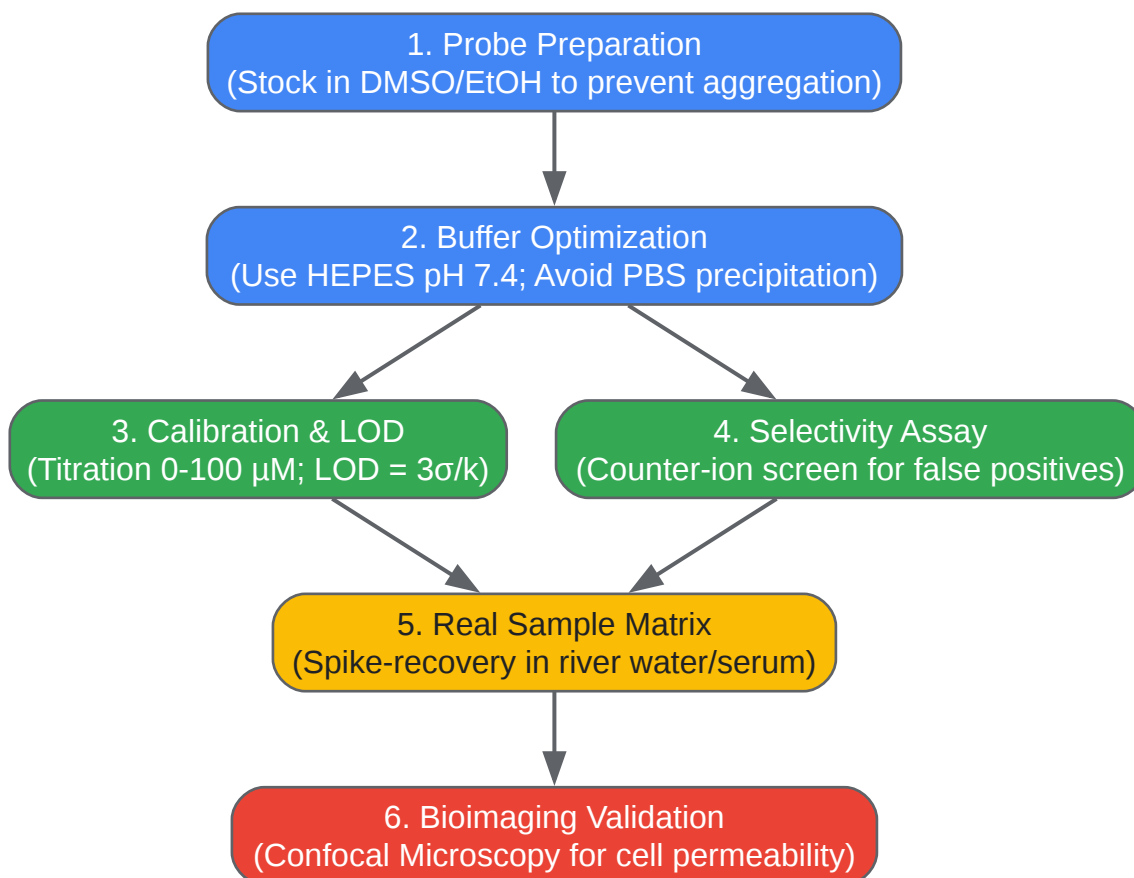 1. Probe Preparation
(Stock in DMSO/EtOH to prevent aggregation)
2. Buffer Optimization
(Use HEPES pH 7.4; Avoid PBS precipitation)
3. Calibration & LOD
(Titration 0-100 µM; LOD = 3σ/k)
4. Selectivity Assay
(Counter-ion screen for false positives)
5. Real Sample Matrix
(Spike-recovery in river water/serum)
6. Bioimaging Validation
(Confocal Microscopy for cell permeability)